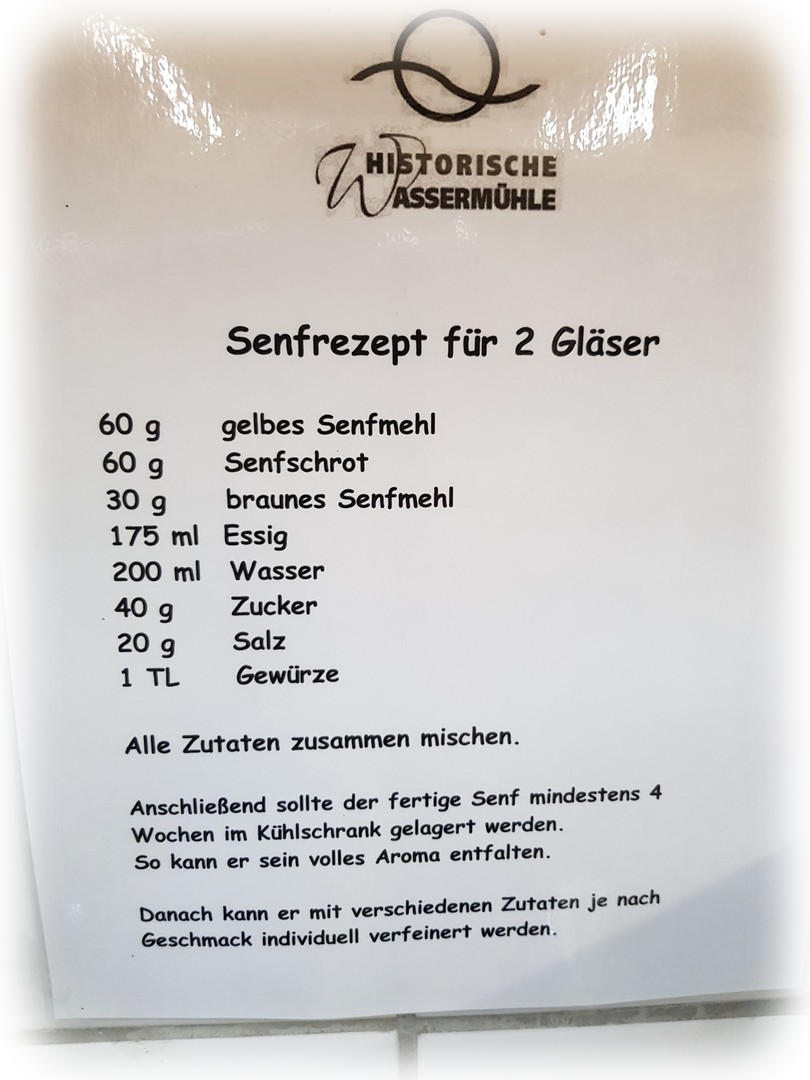 HISTORISCHE
WASSERMÜHLE
Senfrezept für 2 Gläser
60 g gelbes Senfmehl
60 g Senfschrot
30 g braunes Senfmehl
175 ml Essig
200 ml Wasser
40 g Zucker
20 g Salz
1 TL Gewürze
Alle Zutaten zusammen mischen.
Anschließend sollte der fertige Senf mindestens 4
Wochen im Kühlschrank gelagert werden.
So kann er sein volles Aroma entfalten.
Danach kann er mit verschiedenen Zutaten je nach
Geschmack individuell verfeinert werden.